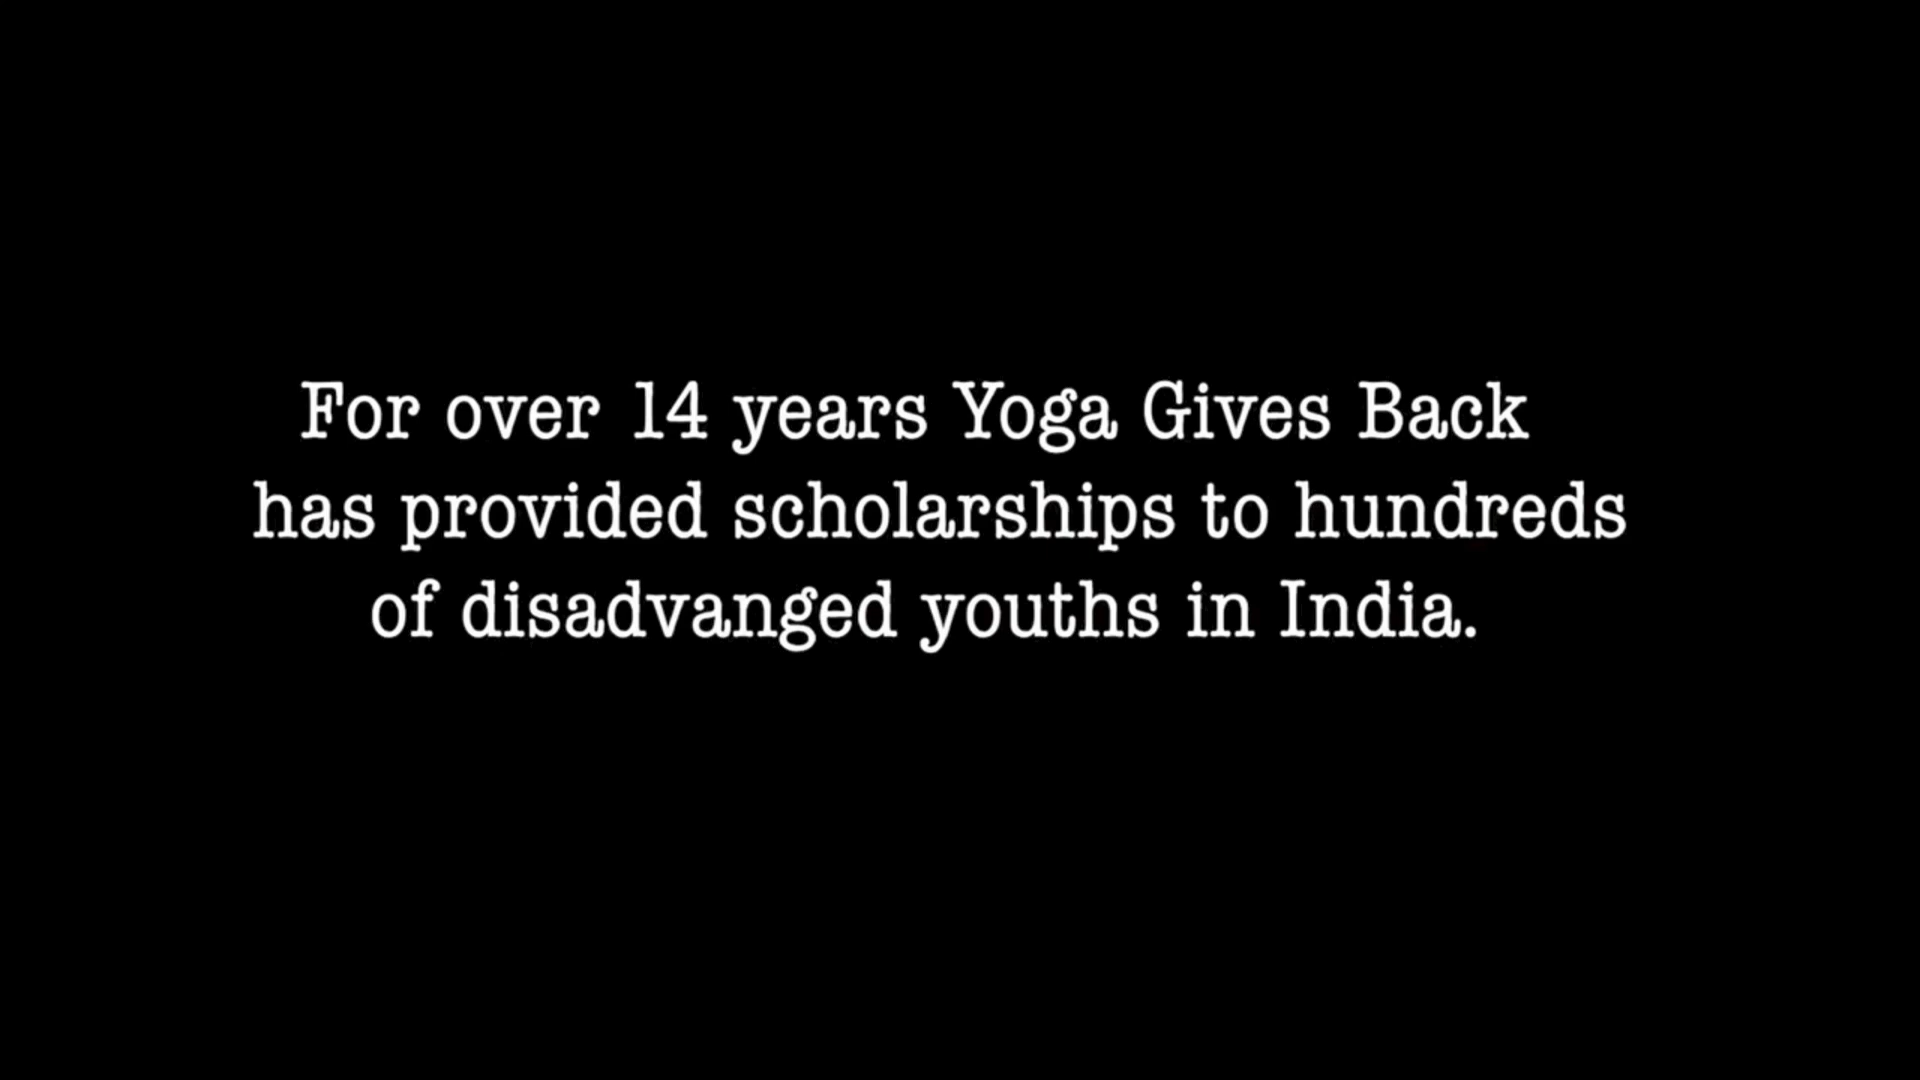 For over 14 years Yoga Gives Back
has provided scholarships to hundreds
of disadvanged youths in India.